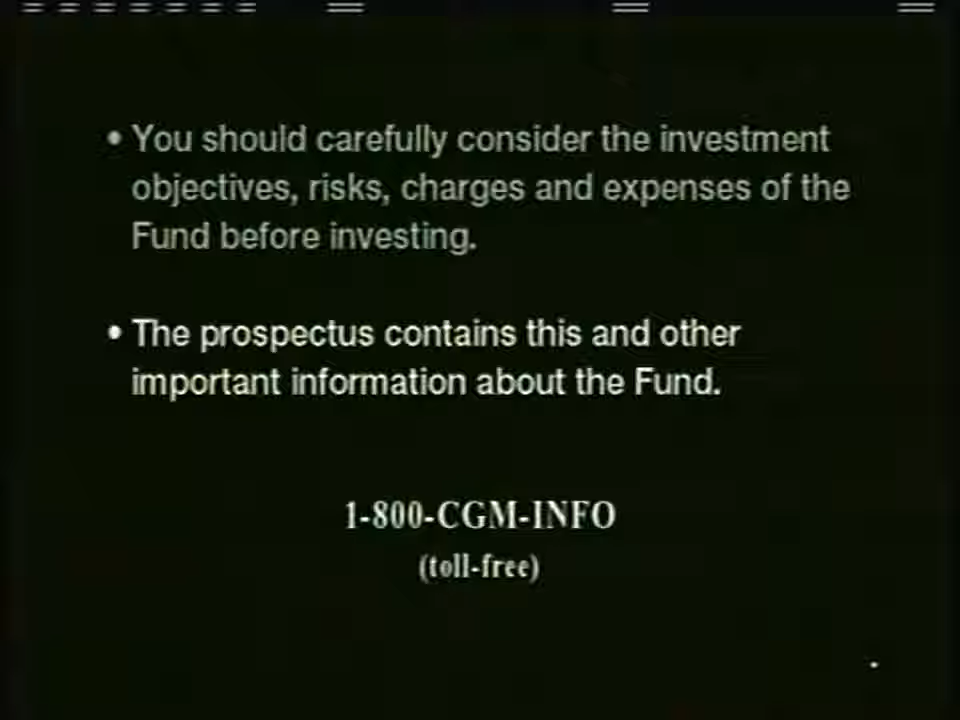 • You should carefully consider the investment
objectives, risks, charges and expenses of the
Fund before investing.
• The prospectus contains this and other
important information about the Fund.
1-800-CGM-INFO
(toll-free)